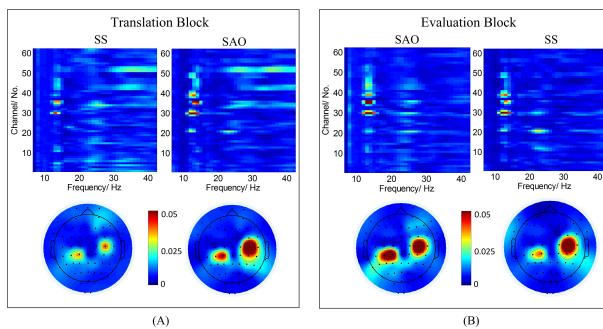 Translation Block
SS
SAO
Channel/ No.
60
50
40
30
20
10
10 20 30 40
10 20 30 40
Frequency/ Hz
Frequency/ Hz
0.05
0.025
0
(A)
Evaluation Block
SAO
SS
Channel/ No.
60
50
40
30
20
10
10 20 30 40
10 20 30 40
Frequency/ Hz
Frequency/ Hz
0.05
0.025
0
(B)